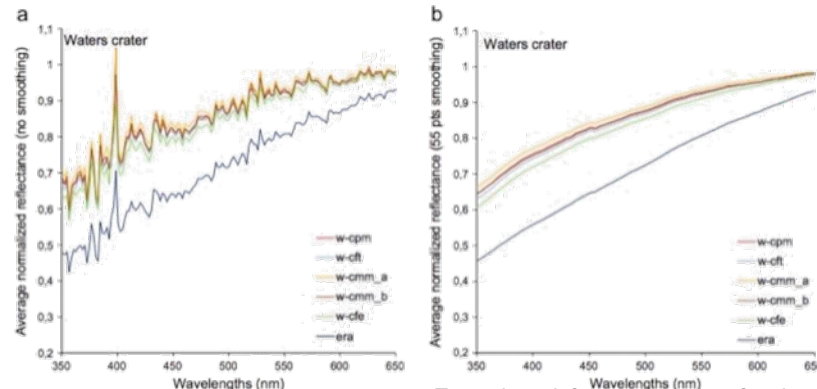 a
Waters crater
Average normalized reflectance (no smoothing)
1,1
1
0,9
0,8
0,7
0,6
0,5
0,4
0,3
0,2
350
400
450
500
550
600
650
Wavelengths (nm)
w-cpm
w-cft
w-cmm_a
w-cmm_b
w-cfe
era
b
Waters crater
Average normalized reflectance (55 pts smoothing)
1,1
1
0,9
0,8
0,7
0,6
0,5
0,4
0,3
0,2
350
400
450
500
550
600
650
Wavelengths (nm)
w-cpm
w-cft
w-cmm_a
w-cmm_b
w-cfe
era